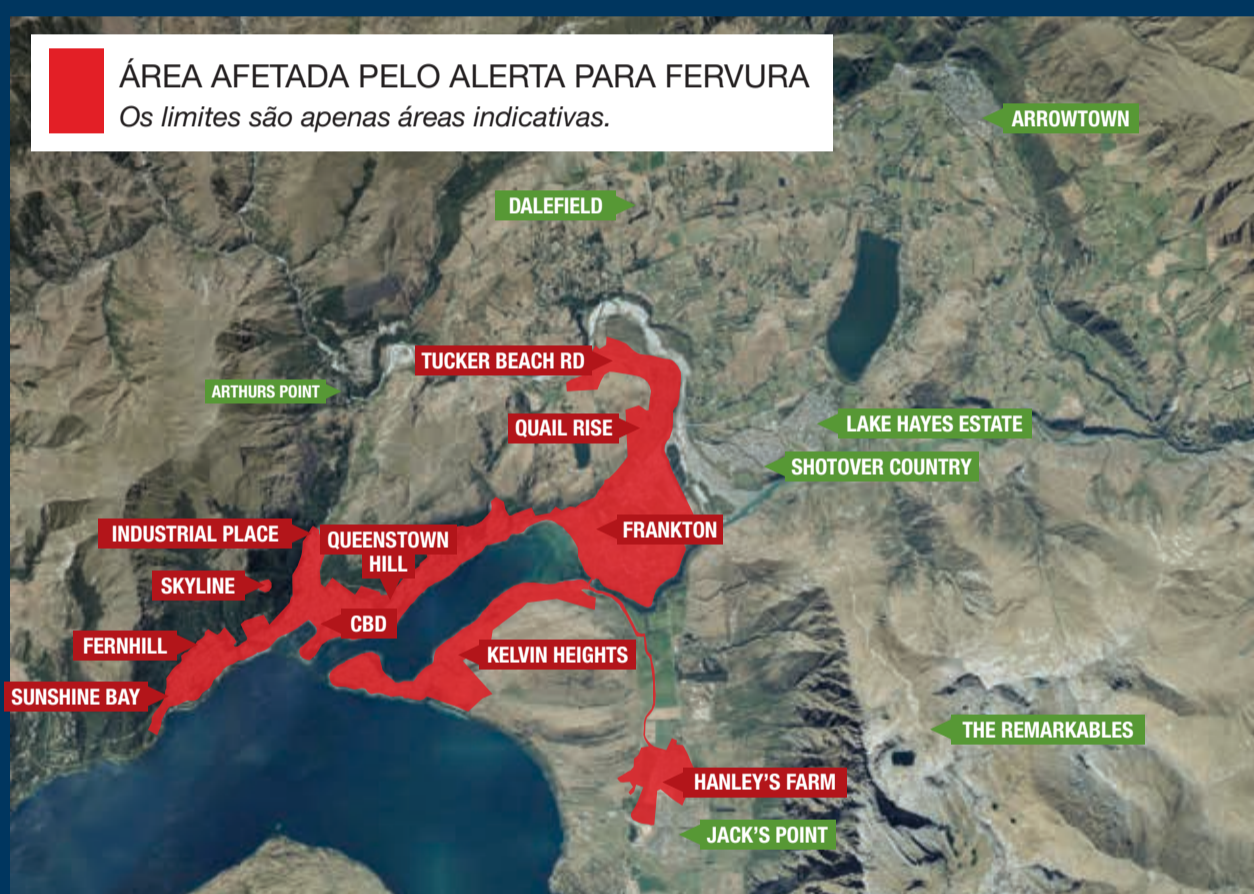 ÁREA AFETADA PELO ALERTA PARA FERVURA
Os limites são apenas áreas indicativas.
ARROWTOWN
DALEFIELD
TUCKER BEACH RD
ARTHURS POINT
QUAIL RISE
LAKE HAYES ESTATE
SHOTOVER COUNTRY
INDUSTRIAL PLACE
QUEENSTOWN
HILL
FRANKTON
SKYLINE
CBD
FERNHILL
KELVIN HEIGHTS
SUNSHINE BAY
THE REMARKABLES
HANLEY'S FARM
JACK'S POINT